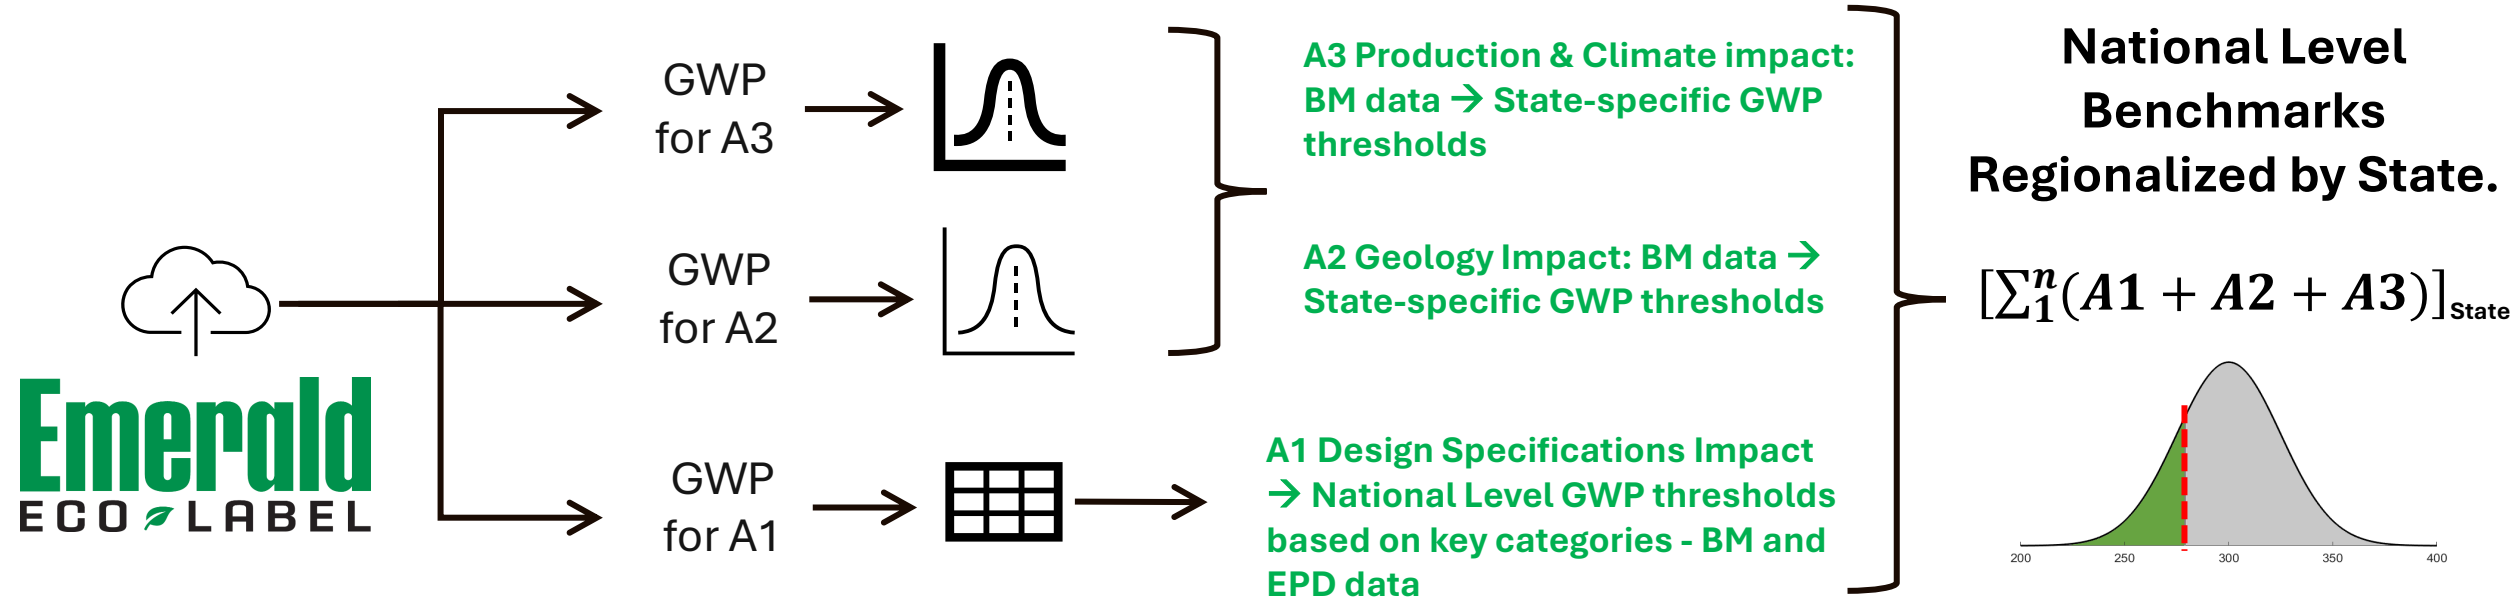 GWP
for A3
A3 Production & Climate impact:
BM data → State-specific GWP
thresholds
National Level
Benchmarks
Regionalized by State.
GWP
for A2
A2 Geology Impact: BM data →
State-specific GWP thresholds
[∑₁ⁿ(A1 + A2 + A3)]State
Emerald
ECO LABEL
GWP
for A1
A1 Design Specifications Impact
→ National Level GWP thresholds
based on key categories - BM and
EPD data
200 250 300 350 400